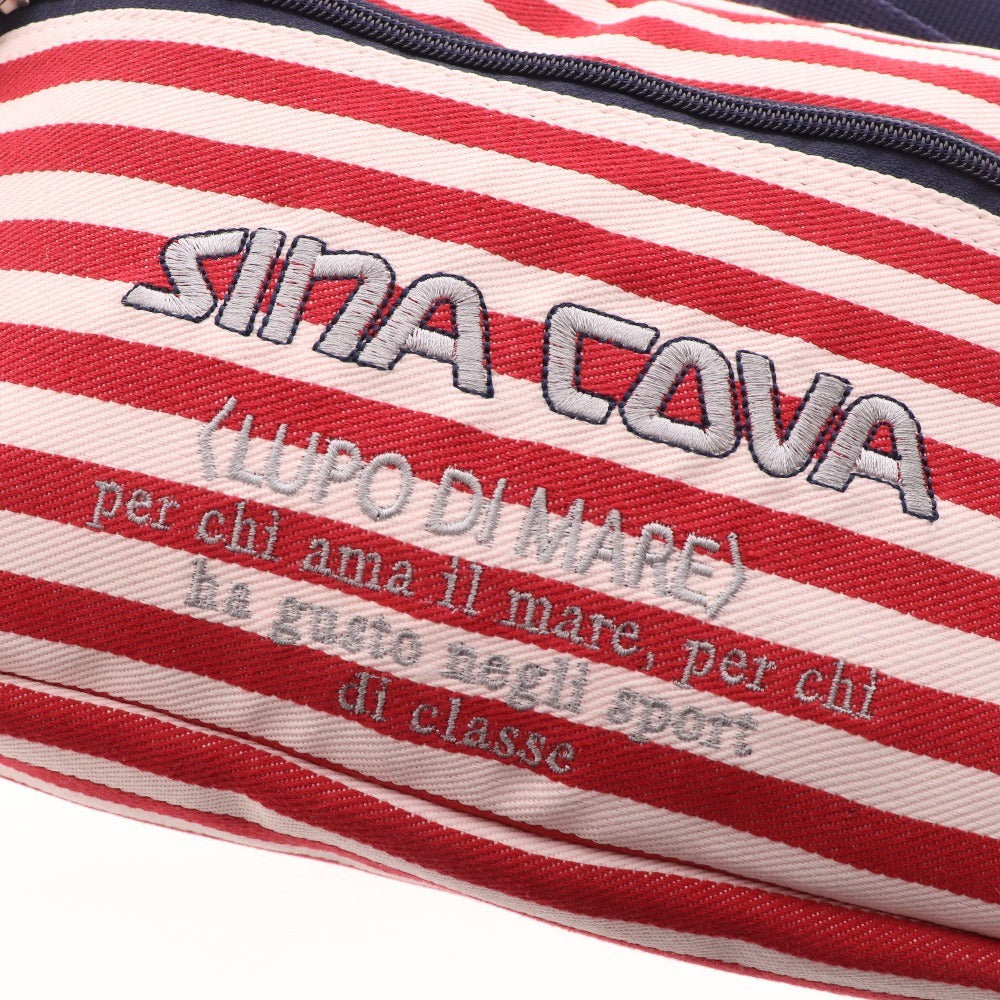 SINA COVA
〈LUPO DI MARE〉
per chi ama il mare, per chi
ha gusto negli sport
di classe